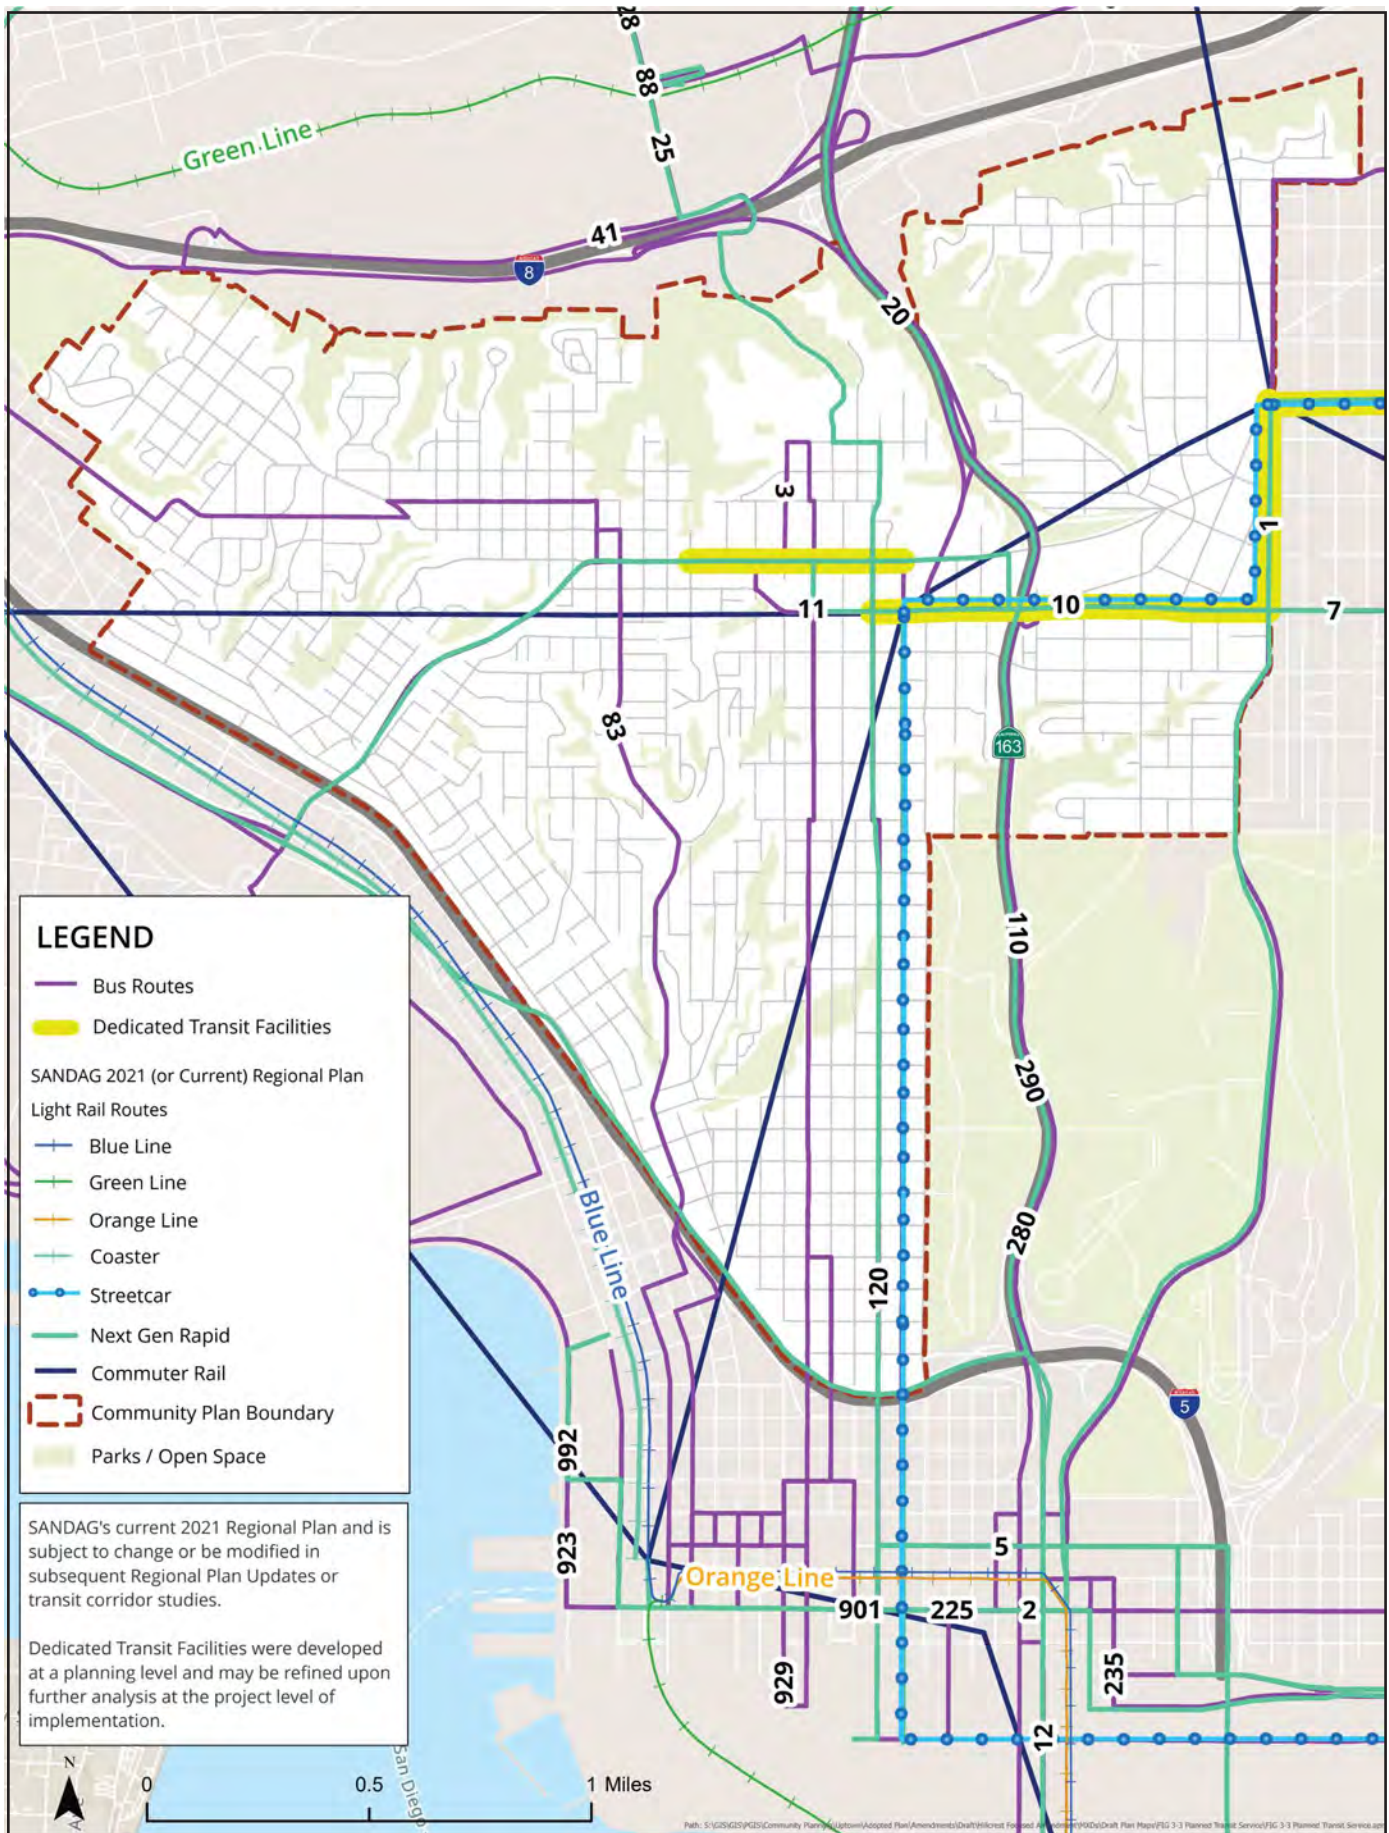 28
88
25
Green Line
41
8
20
3
1
11
10
7
83
163
110
290
280
120
Blue Line
5
992
923
5
Orange Line
901
225
2
929
235
12
LEGEND
Bus Routes
Dedicated Transit Facilities
SANDAG 2021 (or Current) Regional Plan
Light Rail Routes
Blue Line
Green Line
Orange Line
Coaster
Streetcar
Next Gen Rapid
Commuter Rail
Community Plan Boundary
Parks / Open Space
SANDAG's current 2021 Regional Plan and is
subject to change or be modified in
subsequent Regional Plan Updates or
transit corridor studies.
Dedicated Transit Facilities were developed
at a planning level and may be refined upon
further analysis at the project level of
implementation.
N
0
0.5
1 Miles
San Diego